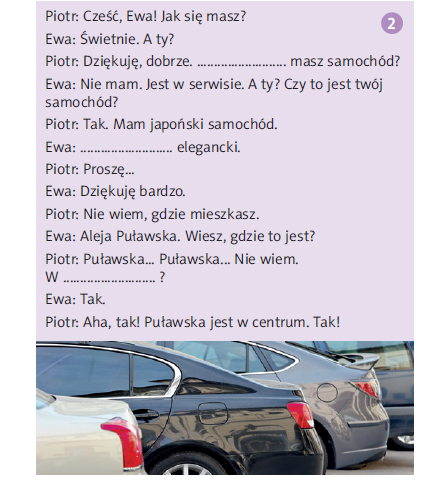 2
Piotr: Cześć, Ewa! Jak się masz?
Ewa: Świetnie. A ty?
Piotr: Dziękuję, dobrze. .......................... masz samochód?
Ewa: Nie mam. Jest w serwisie. A ty? Czy to jest twój
samochód?
Piotr: Tak. Mam japoński samochód.
Ewa: ........................... elegancki.
Piotr: Proszę...
Ewa: Dziękuję bardzo.
Piotr: Nie wiem, gdzie mieszkasz.
Ewa: Aleja Puławska. Wiesz, gdzie to jest?
Piotr: Puławska... Puławska... Nie wiem.
W ........................... ?
Ewa: Tak.
Piotr: Aha, tak! Puławska jest w centrum. Tak!